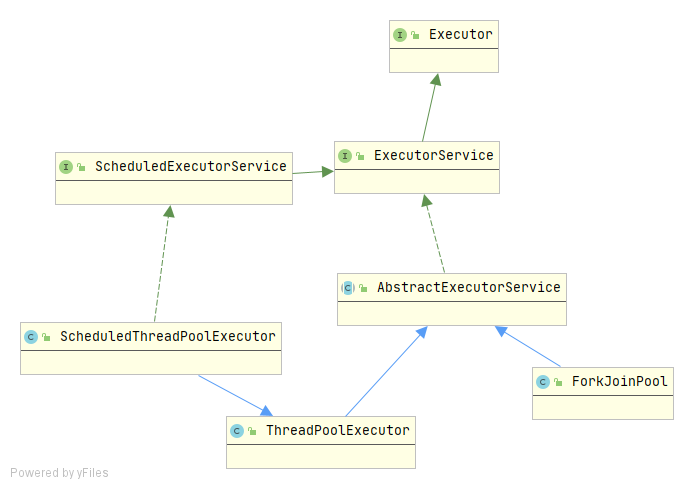 I Executor
I ExecutorService
I ScheduledExecutorService
C AbstractExecutorService
C ScheduledThreadPoolExecutor
C ForkJoinPool
C ThreadPoolExecutor
Powered by yFiles